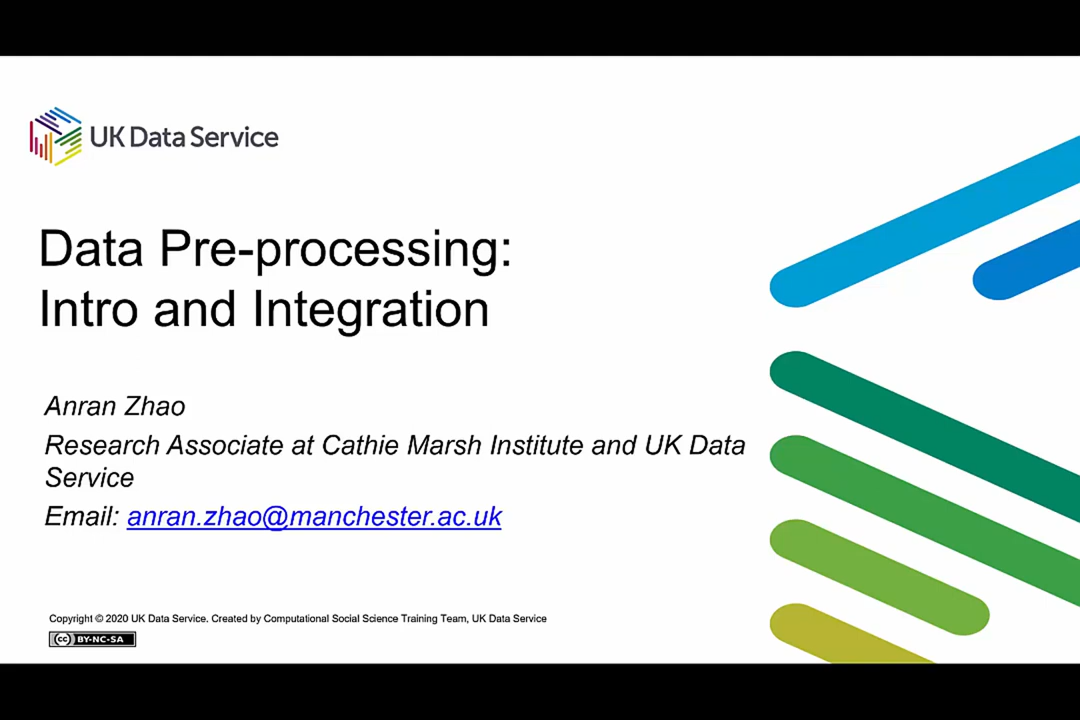 UK Data Service
Data Pre-processing:
Intro and Integration
Anran Zhao
Research Associate at Cathie Marsh Institute and UK Data
Service
Email: anran.zhao@manchester.ac.uk
Copyright © 2020 UK Data Service. Created by Computational Social Science Training Team, UK Data Service
cc BY-NC-SA